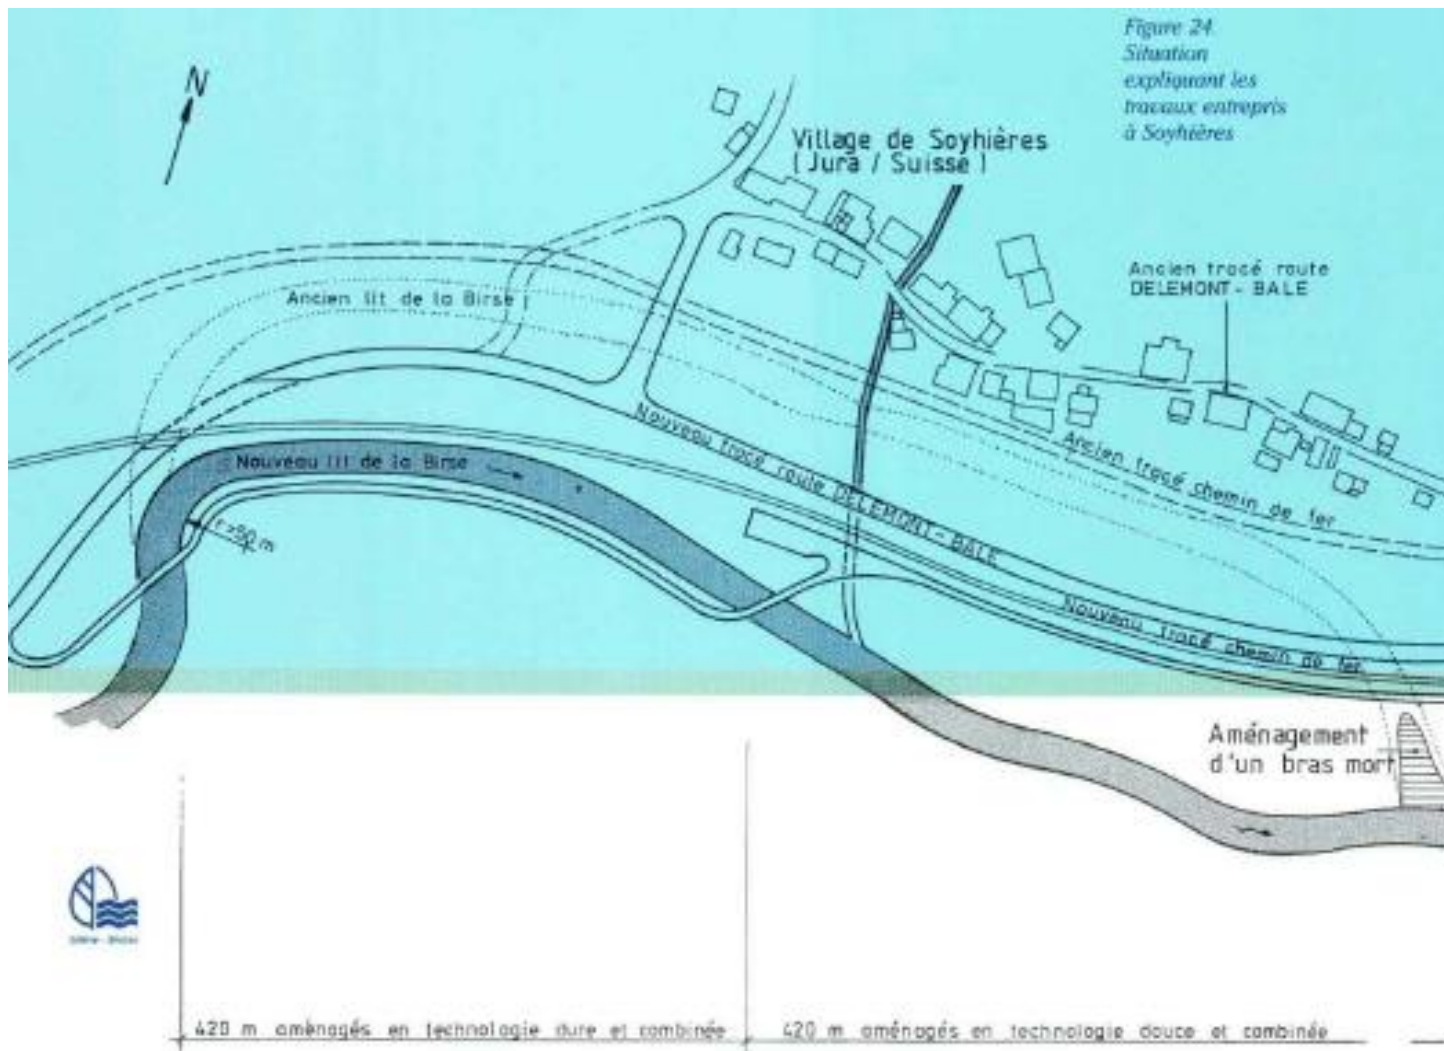 Figure 24
Situation
expliquant les
travaux entrepris
à Soyhières
N
Village de Soyhières
( Jura / Suisse )
Ancien tracé route
DELEMONT - BALE
Ancien lit de la Birse
Nouveau tracé route DELEMONT - BALE
Ancien tracé chemin de fer
Nouveau lit de la Birse
r >50 m
Nouveau tracé chemin de fer
Aménagement
d'un bras mort
420 m aménagés en technologie dure et combinée
420 m aménagés en technologie douce et combinée